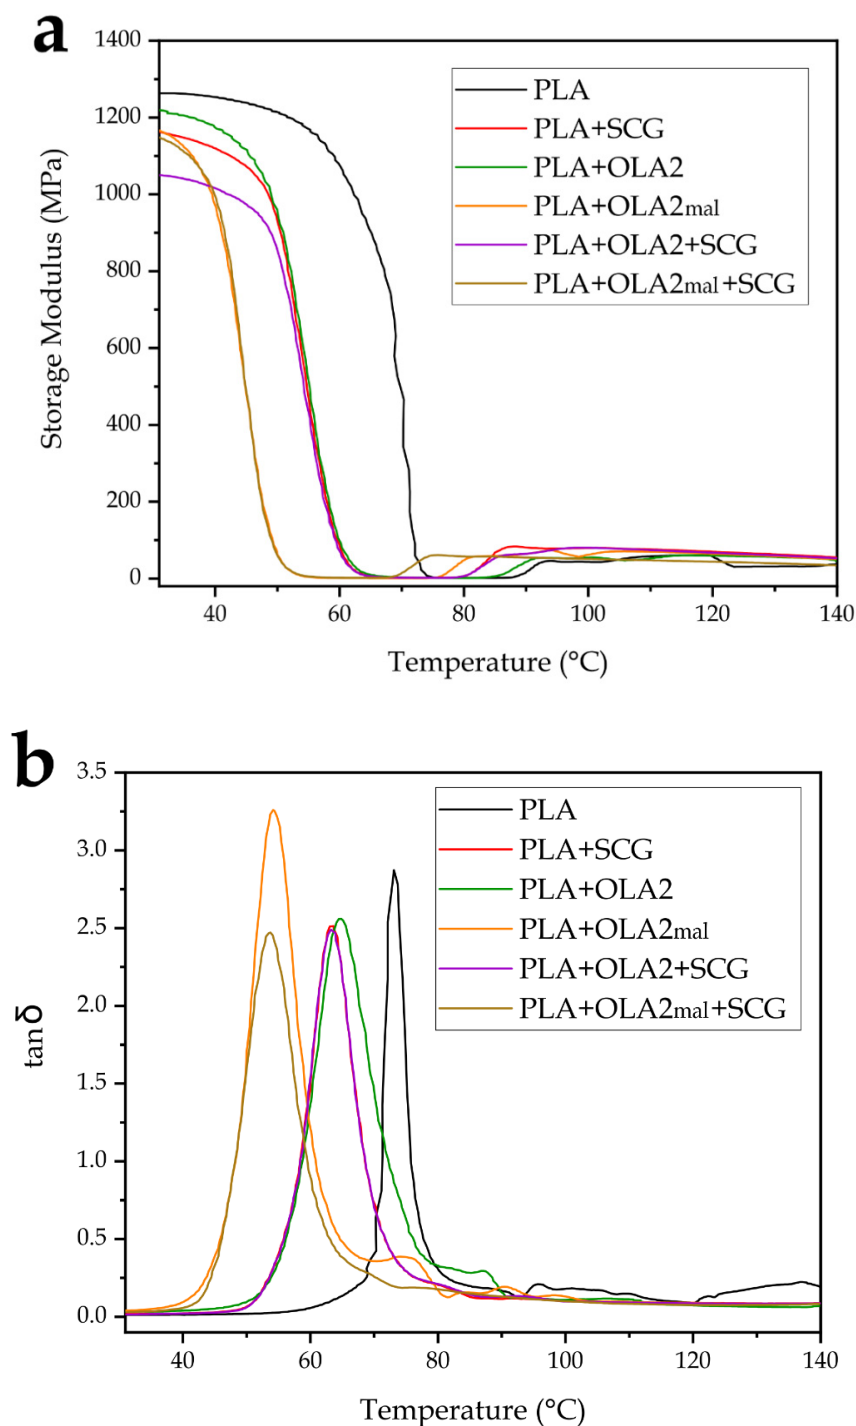 a
1400
1200
1000
800
600
400
200
0
Storage Modulus (MPa)
PLA
PLA+SCG
PLA+OLA2
PLA+OLA2mal
PLA+OLA2+SCG
PLA+OLA2mal+SCG
40 60 80 100 120 140
Temperature (°C)
b
3.5
3.0
2.5
2.0
1.5
1.0
0.5
0.0
tanδ
PLA
PLA+SCG
PLA+OLA2
PLA+OLA2mal
PLA+OLA2+SCG
PLA+OLA2mal+SCG
40 60 80 100 120 140
Temperature (°C)